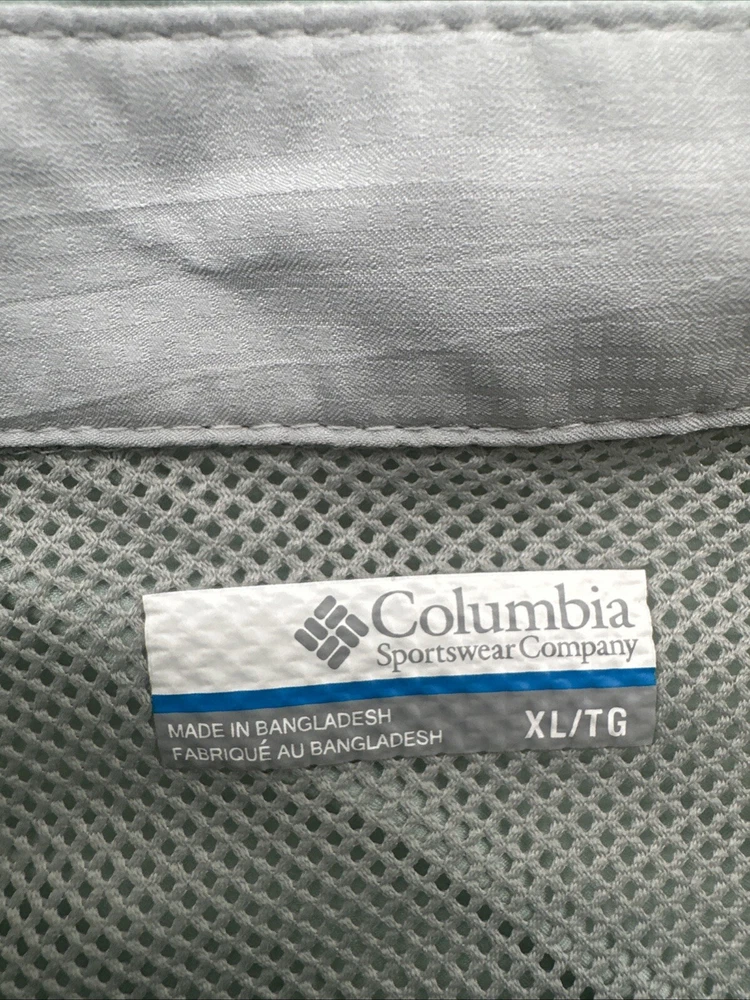 Columbia
Sportswear Company
MADE IN BANGLADESH
FABRIQUÉ AU BANGLADESH
XL/TG